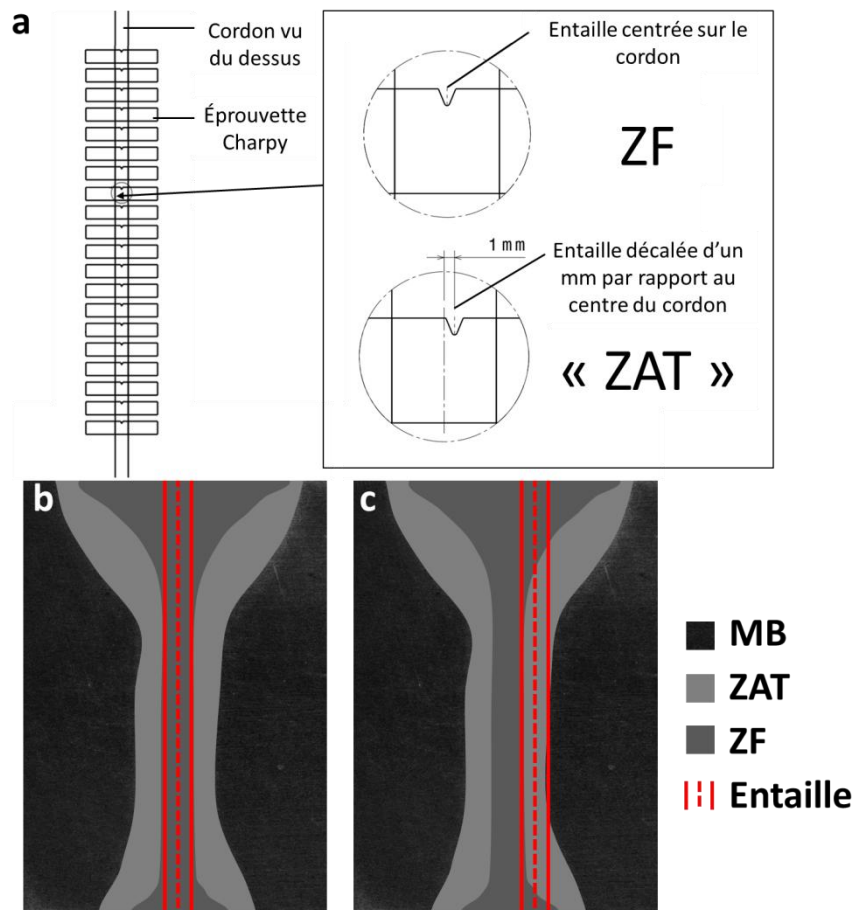 a
Cordon vu
du dessus
Éprouvette
Charpy
Entaille centrée sur le
cordon
ZF
1 mm
Entaille décalée d'un
mm par rapport au
centre du cordon
« ZAT »
b
c
MB
ZAT
ZF
Entaille